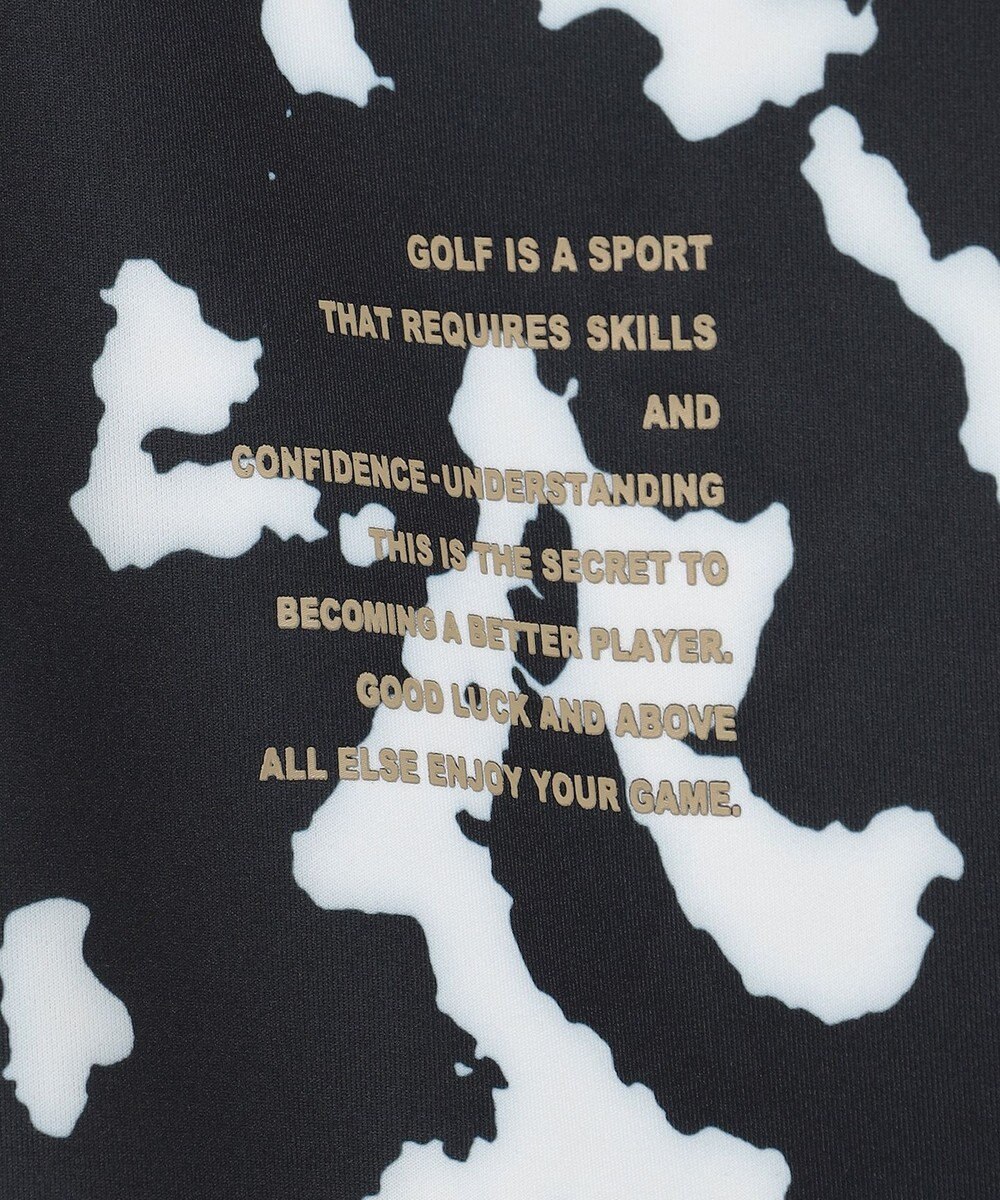 GOLF IS A SPORT
THAT REQUIRES SKILLS
AND
CONFIDENCE-UNDERSTANDING
THIS IS THE SECRET TO
BECOMING A BETTER PLAYER.
GOOD LUCK AND ABOVE
ALL ELSE ENJOY YOUR GAME.